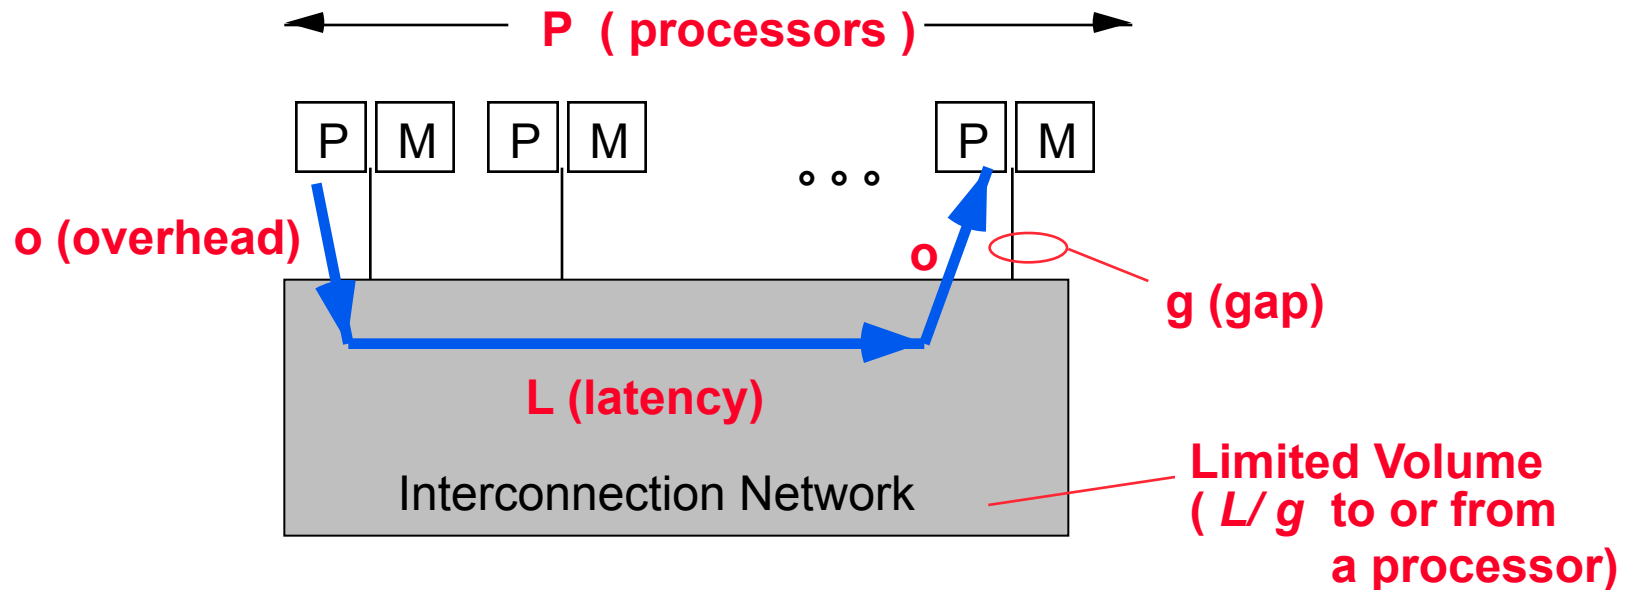 P ( processors )
P M P M °°° P M
o (overhead)
o
g (gap)
L (latency)
Interconnection Network
Limited Volume
( L/ g to or from
a processor)